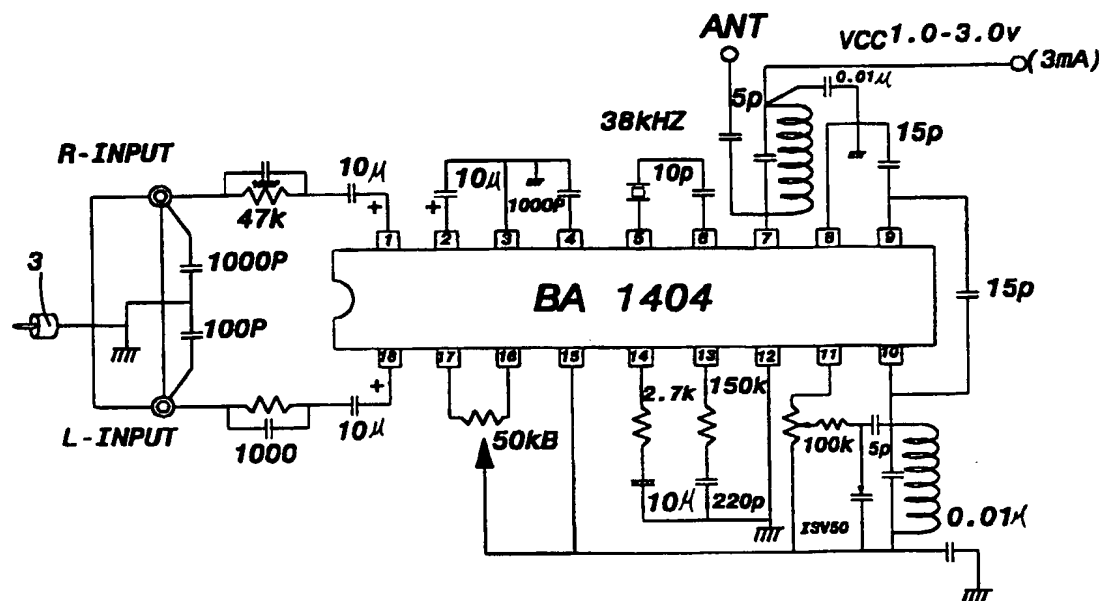 ANT
VCC 1.0-3.0v
(3mA)
0.01μ
5p
38kHZ
15p
R-INPUT
10μ
10μ
10p
1000P
47k
1 2 3 4 5 6 7 8 9
3
1000P
BA 1404
15p
100P
18 17 16 15 14 13 12 11 10
2.7k
150k
L-INPUT
10μ
50kB
100k
5p
1000
10μ
220p
ISV50
0.01μ